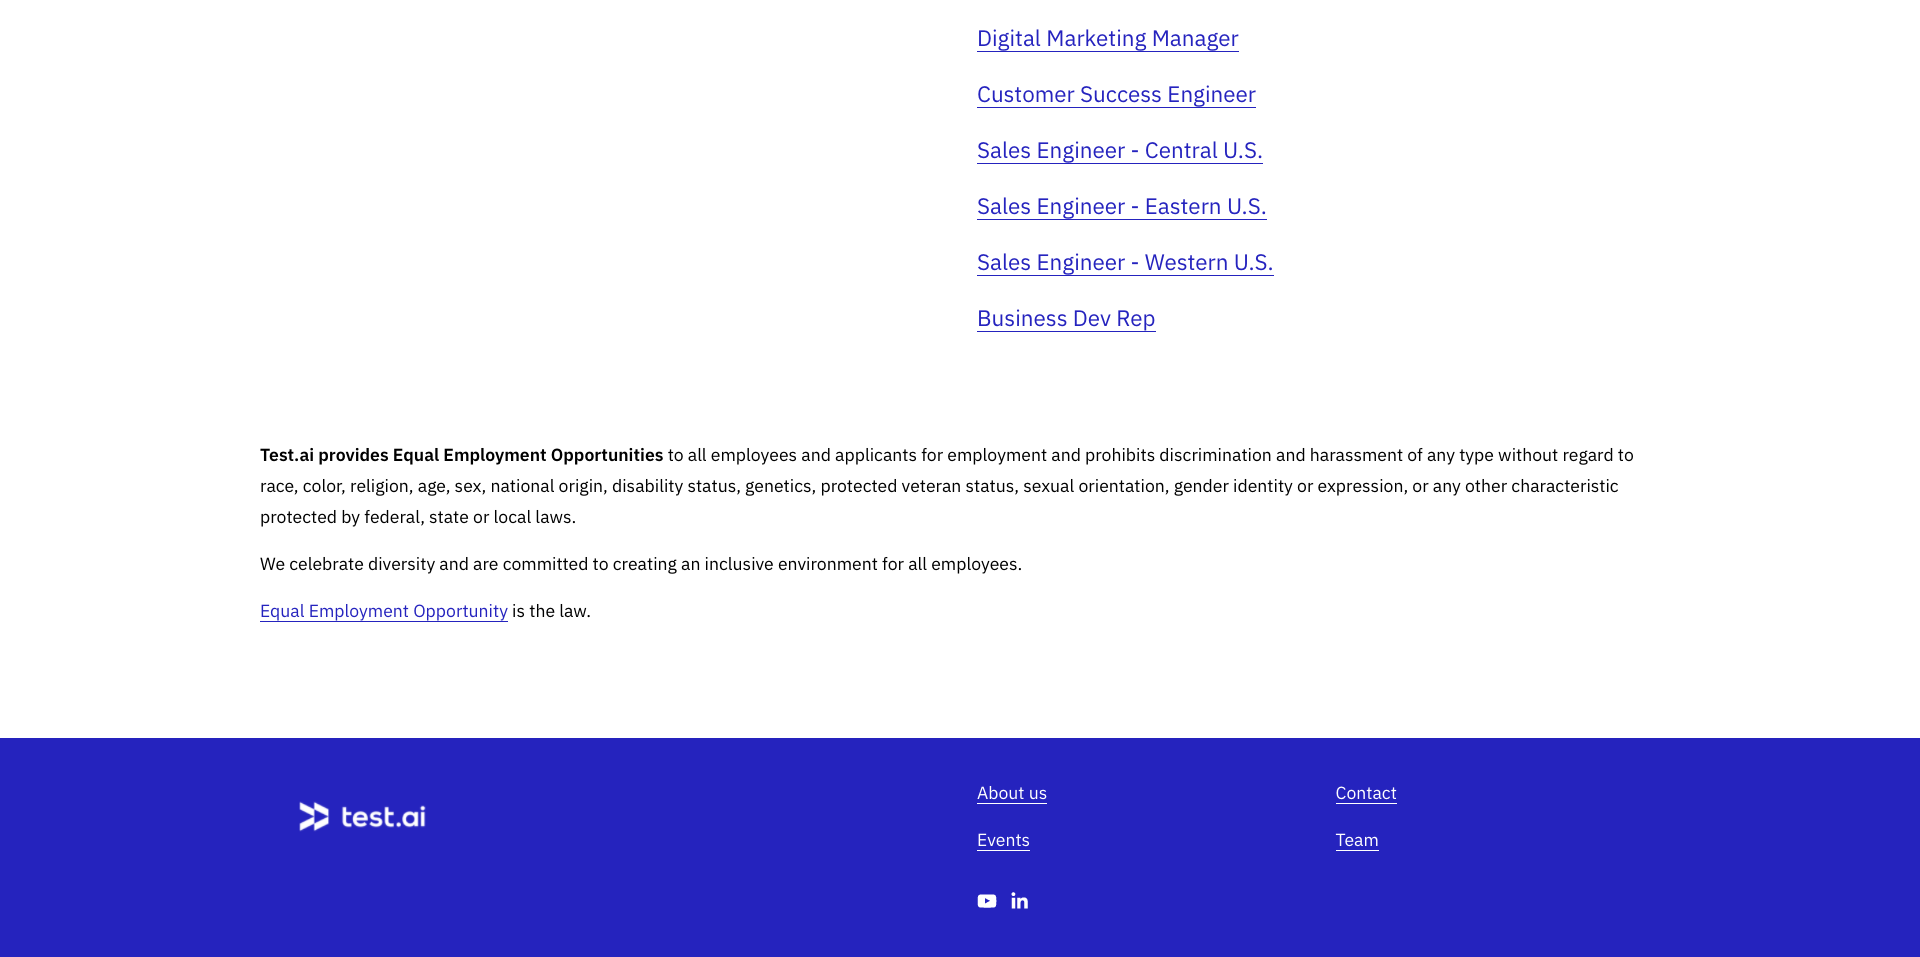 Digital Marketing Manager
Customer Success Engineer
Sales Engineer - Central U.S.
Sales Engineer - Eastern U.S.
Sales Engineer - Western U.S.
Business Dev Rep
Test.ai provides Equal Employment Opportunities to all employees and applicants for employment and prohibits discrimination and harassment of any type without regard to
race, color, religion, age, sex, national origin, disability status, genetics, protected veteran status, sexual orientation, gender identity or expression, or any other characteristic
protected by federal, state or local laws.
We celebrate diversity and are committed to creating an inclusive environment for all employees.
Equal Employment Opportunity is the law.
test.ai
About us
Events
Contact
Team